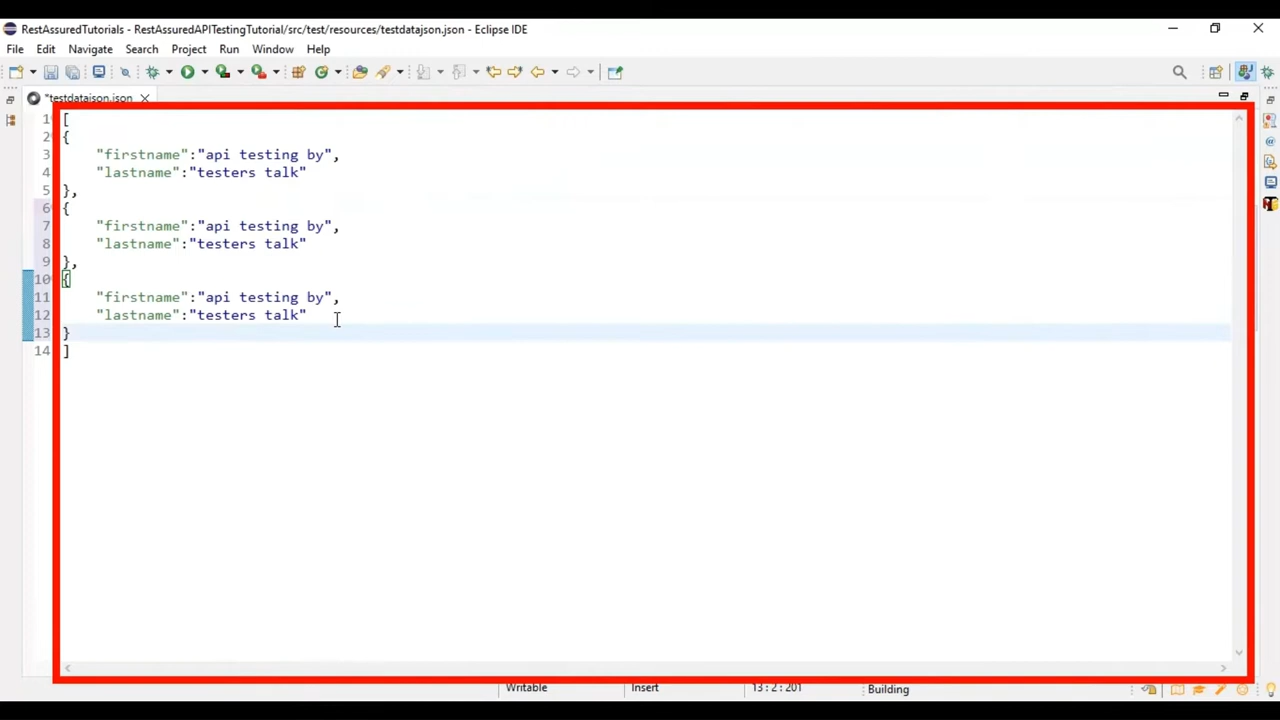 RestAssuredTutorials - RestAssuredAPITestingTutorial/src/test/resources/testdatajson.json - Eclipse IDE
File Edit Navigate Search Project Run Window Help
*testdatajson.json
1 [
2 {
3 "firstname":"api testing by",
4 "lastname":"testers talk"
5 },
6 {
7 "firstname":"api testing by",
8 "lastname":"testers talk"
9 },
10 {
11 "firstname":"api testing by",
12 "lastname":"testers talk"
13 }
14 ]
Writable Insert 13 : 2 : 201 Building